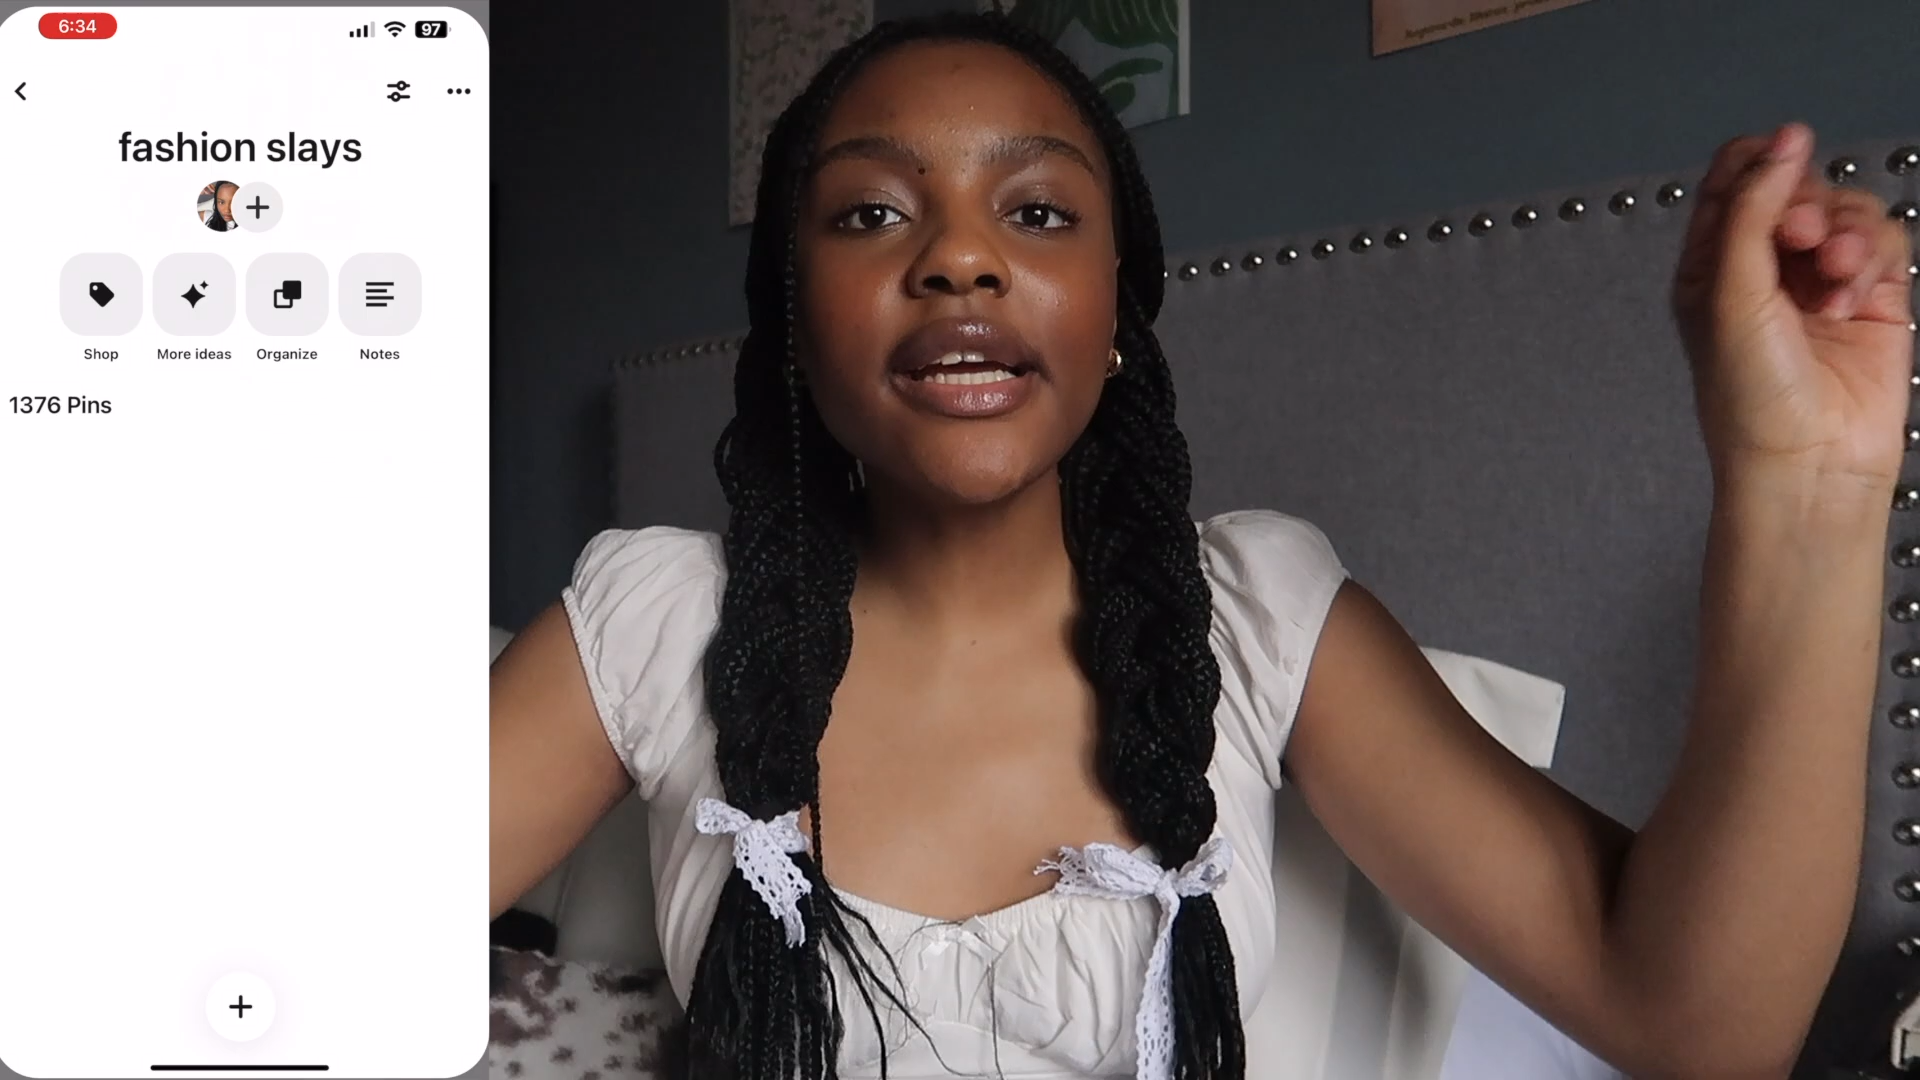 6:34
97
fashion slays
Shop
More ideas
Organize
Notes
1376 Pins